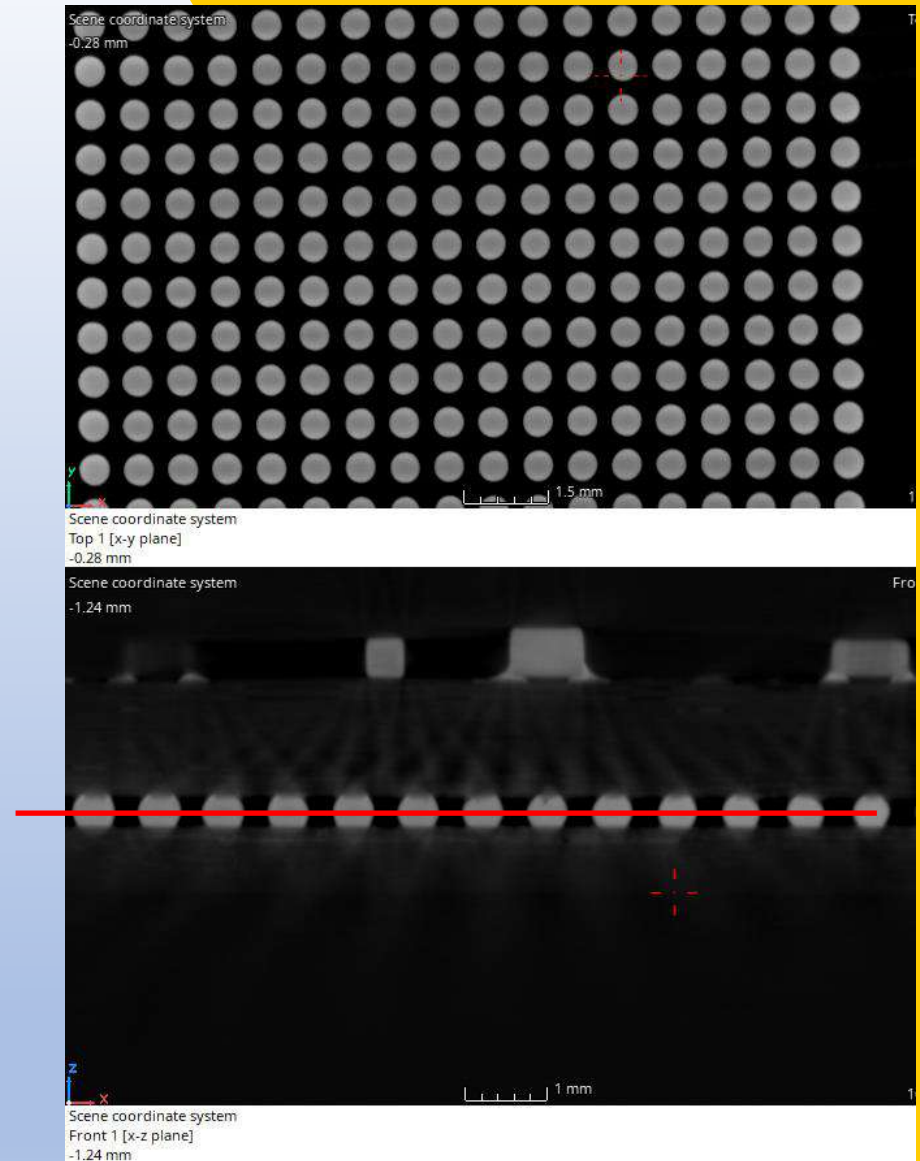 Scene coordinate system
-0.28 mm
y
x
1.5 mm
Scene coordinate system
Top 1 [x-y plane]
-0.28 mm
Scene coordinate system
Fro
-1.24 mm
z
x
1 mm
Scene coordinate system
Front 1 [x-z plane]
-1.24 mm